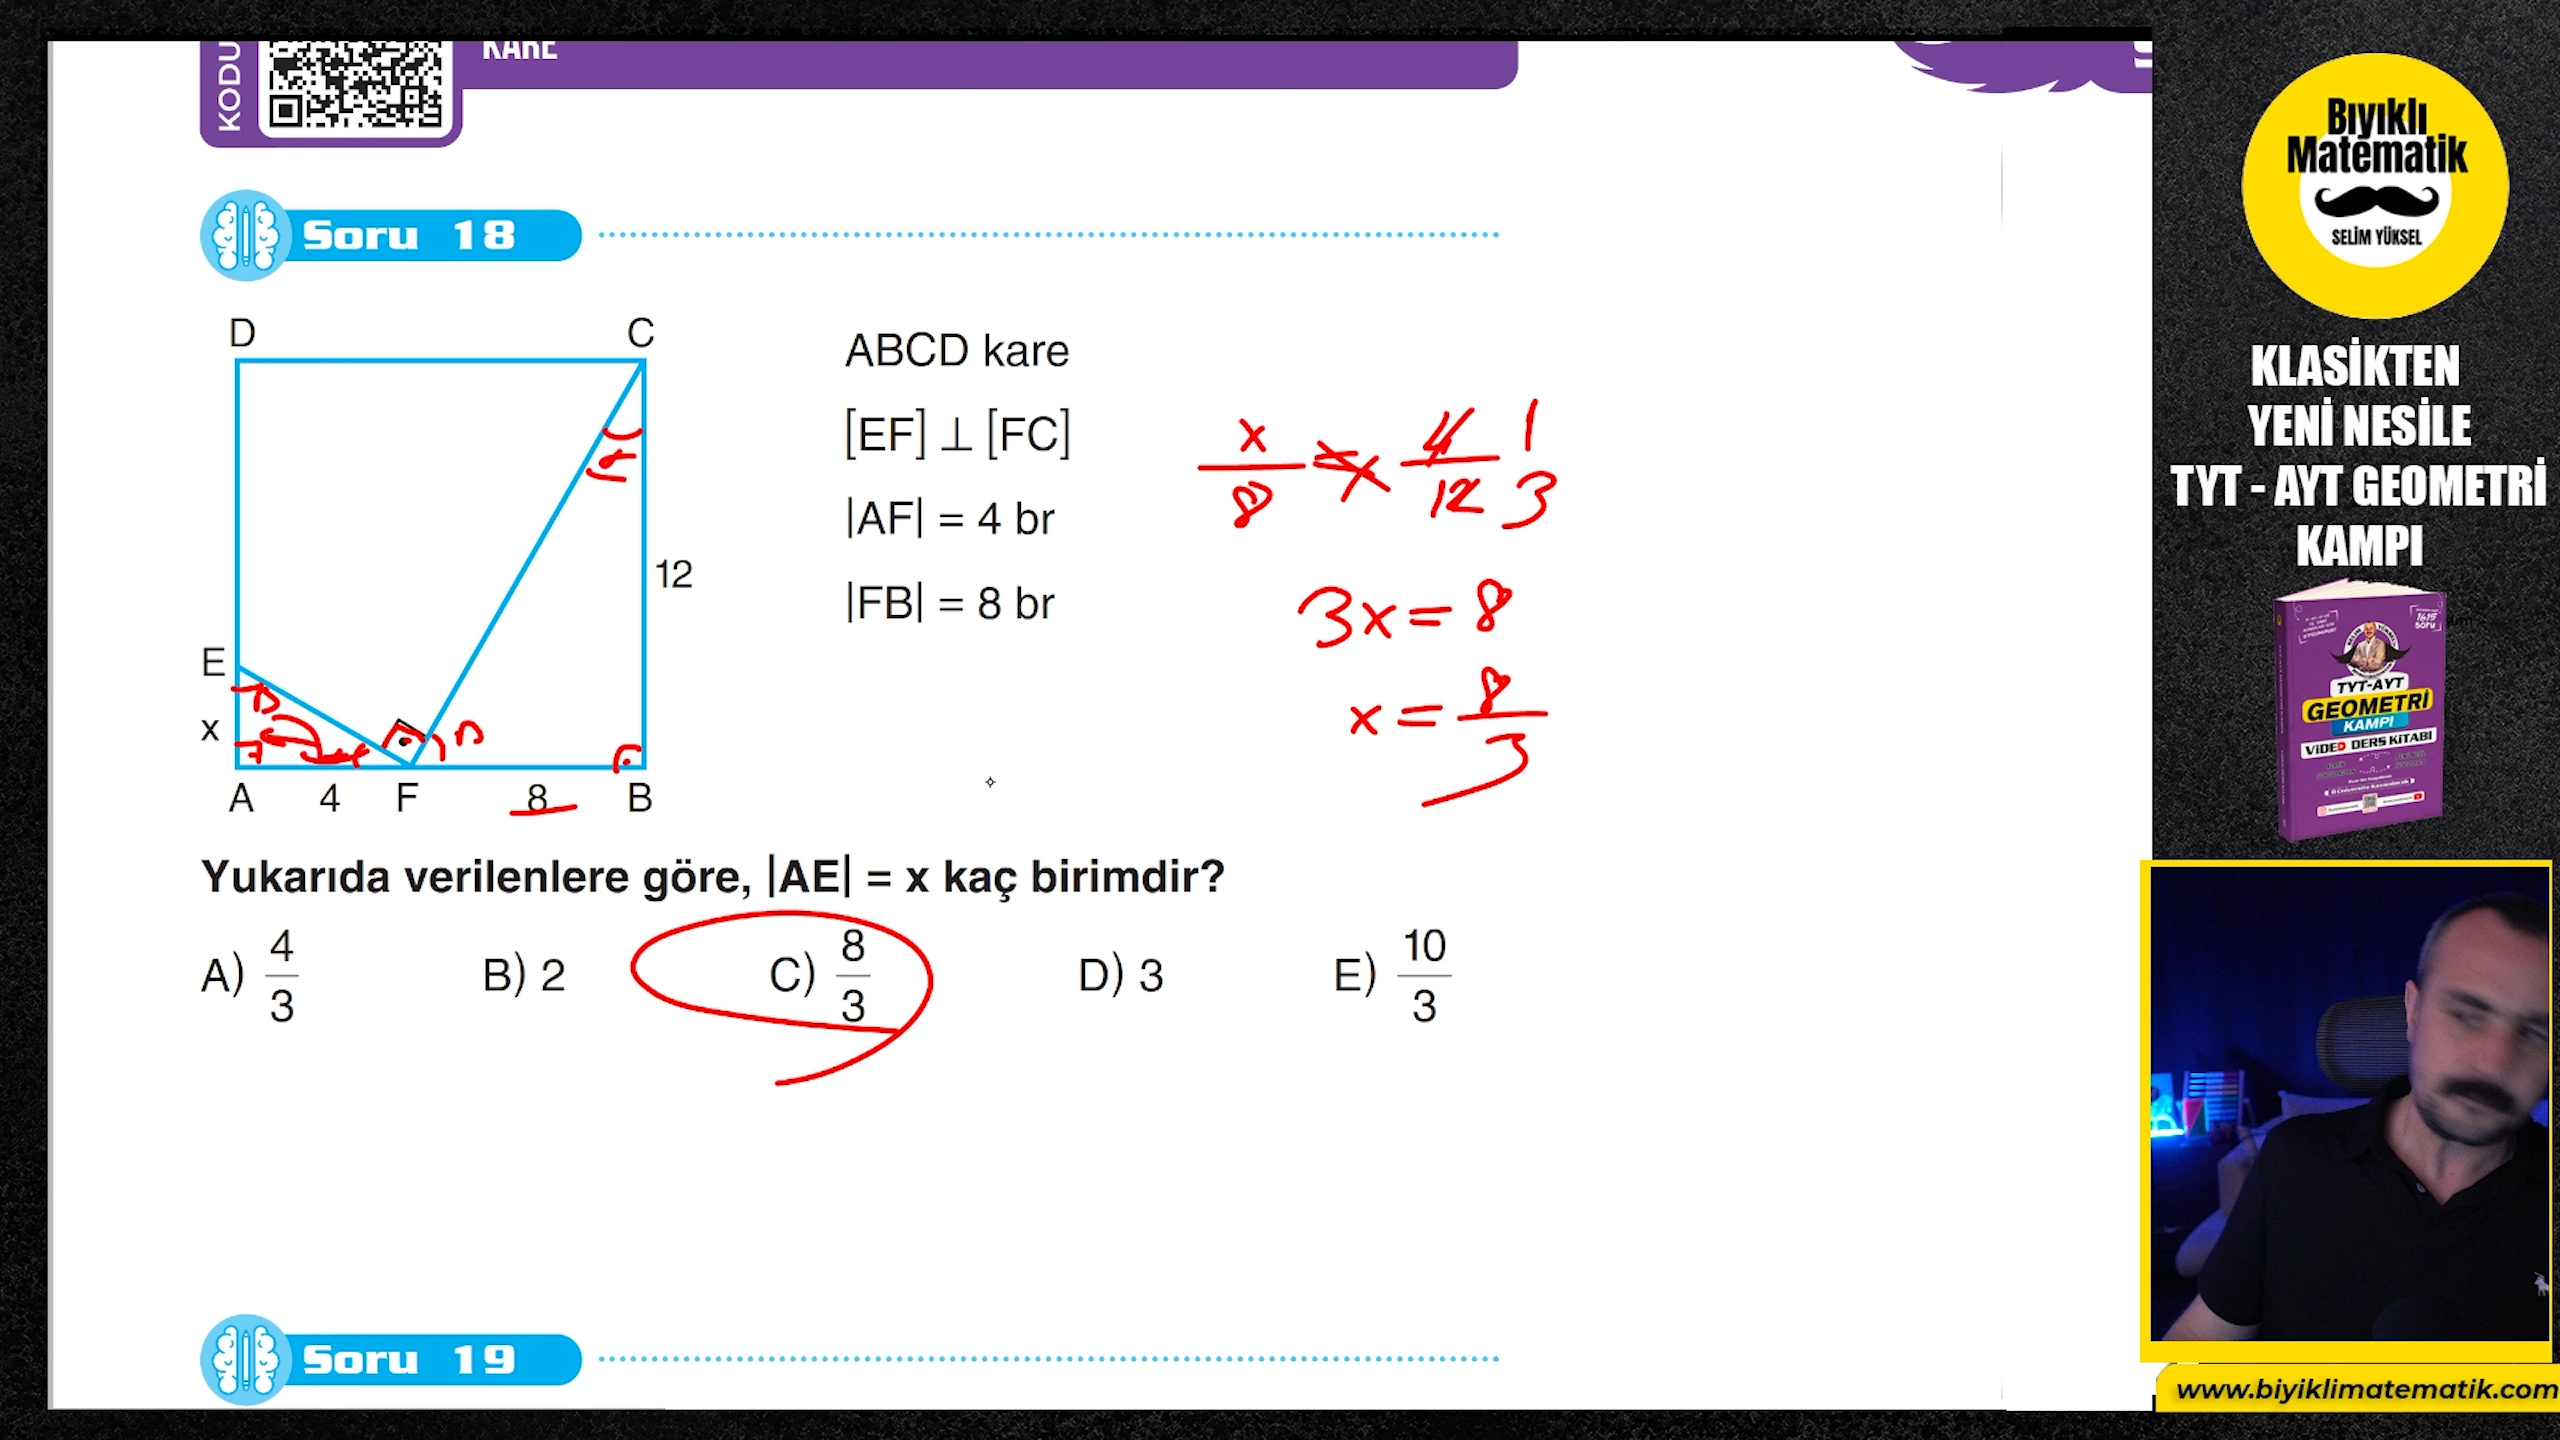 KODU
KARE
Soru 18
D
C
E
x
A
4
F
8
B
12
ABCD kare
[EF] ⊥ [FC]
|AF| = 4 br
|FB| = 8 br
x/8 = 4/12 1/3
3x = 8
x = 8/3
Yukarıda verilenlere göre, |AE| = x kaç birimdir?
A) 4/3 B) 2 C) 8/3 D) 3 E) 10/3
Soru 19
Bıyıklı
Matematik
SELİM YÜKSEL
KLASİKTEN
YENİ NESİLE
TYT - AYT GEOMETRİ
KAMPI
1615
soru
TYT-AYT
GEOMETRİ
KAMPI
VİDEO DERS KİTABI
www.biyiklimatematik.com